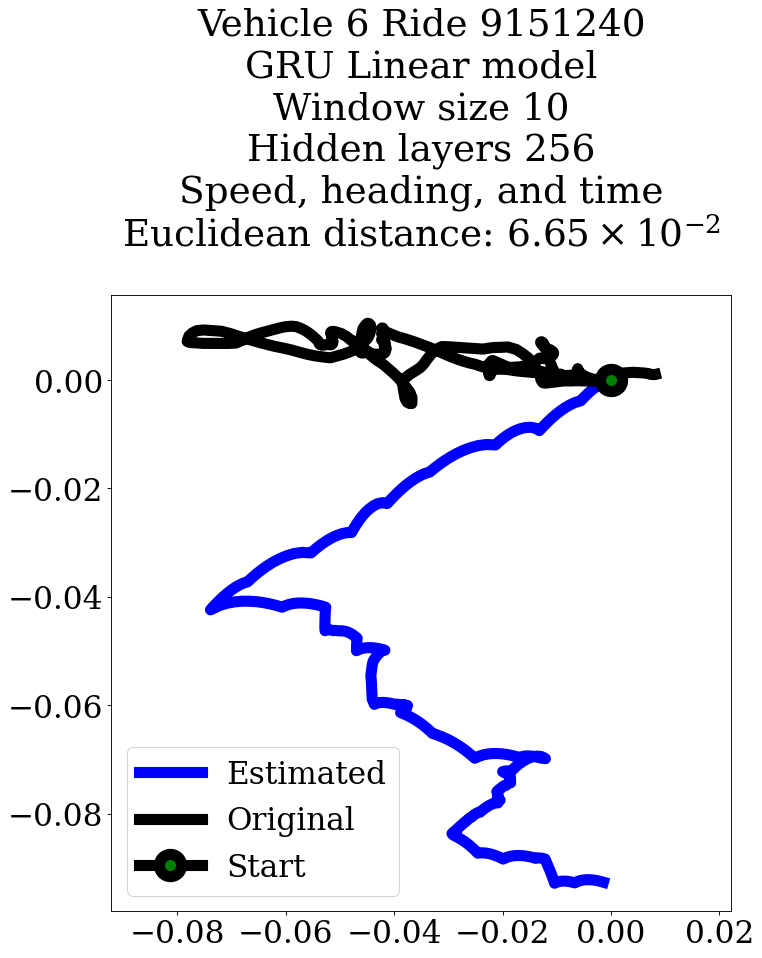 Vehicle 6 Ride 9151240
GRU Linear model
Window size 10
Hidden layers 256
Speed, heading, and time
Euclidean distance: 6.65 × 10⁻²
0.00
−0.02
−0.04
−0.06
−0.08
Estimated
Original
Start
−0.08 −0.06 −0.04 −0.02 0.00 0.02